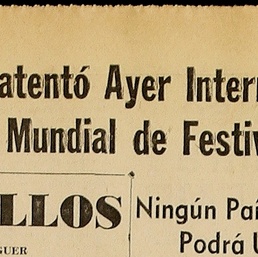 atentó Ayer Intern
Mundial de Festiv
LLOS
GUER
Ningún Paí
Podrá U